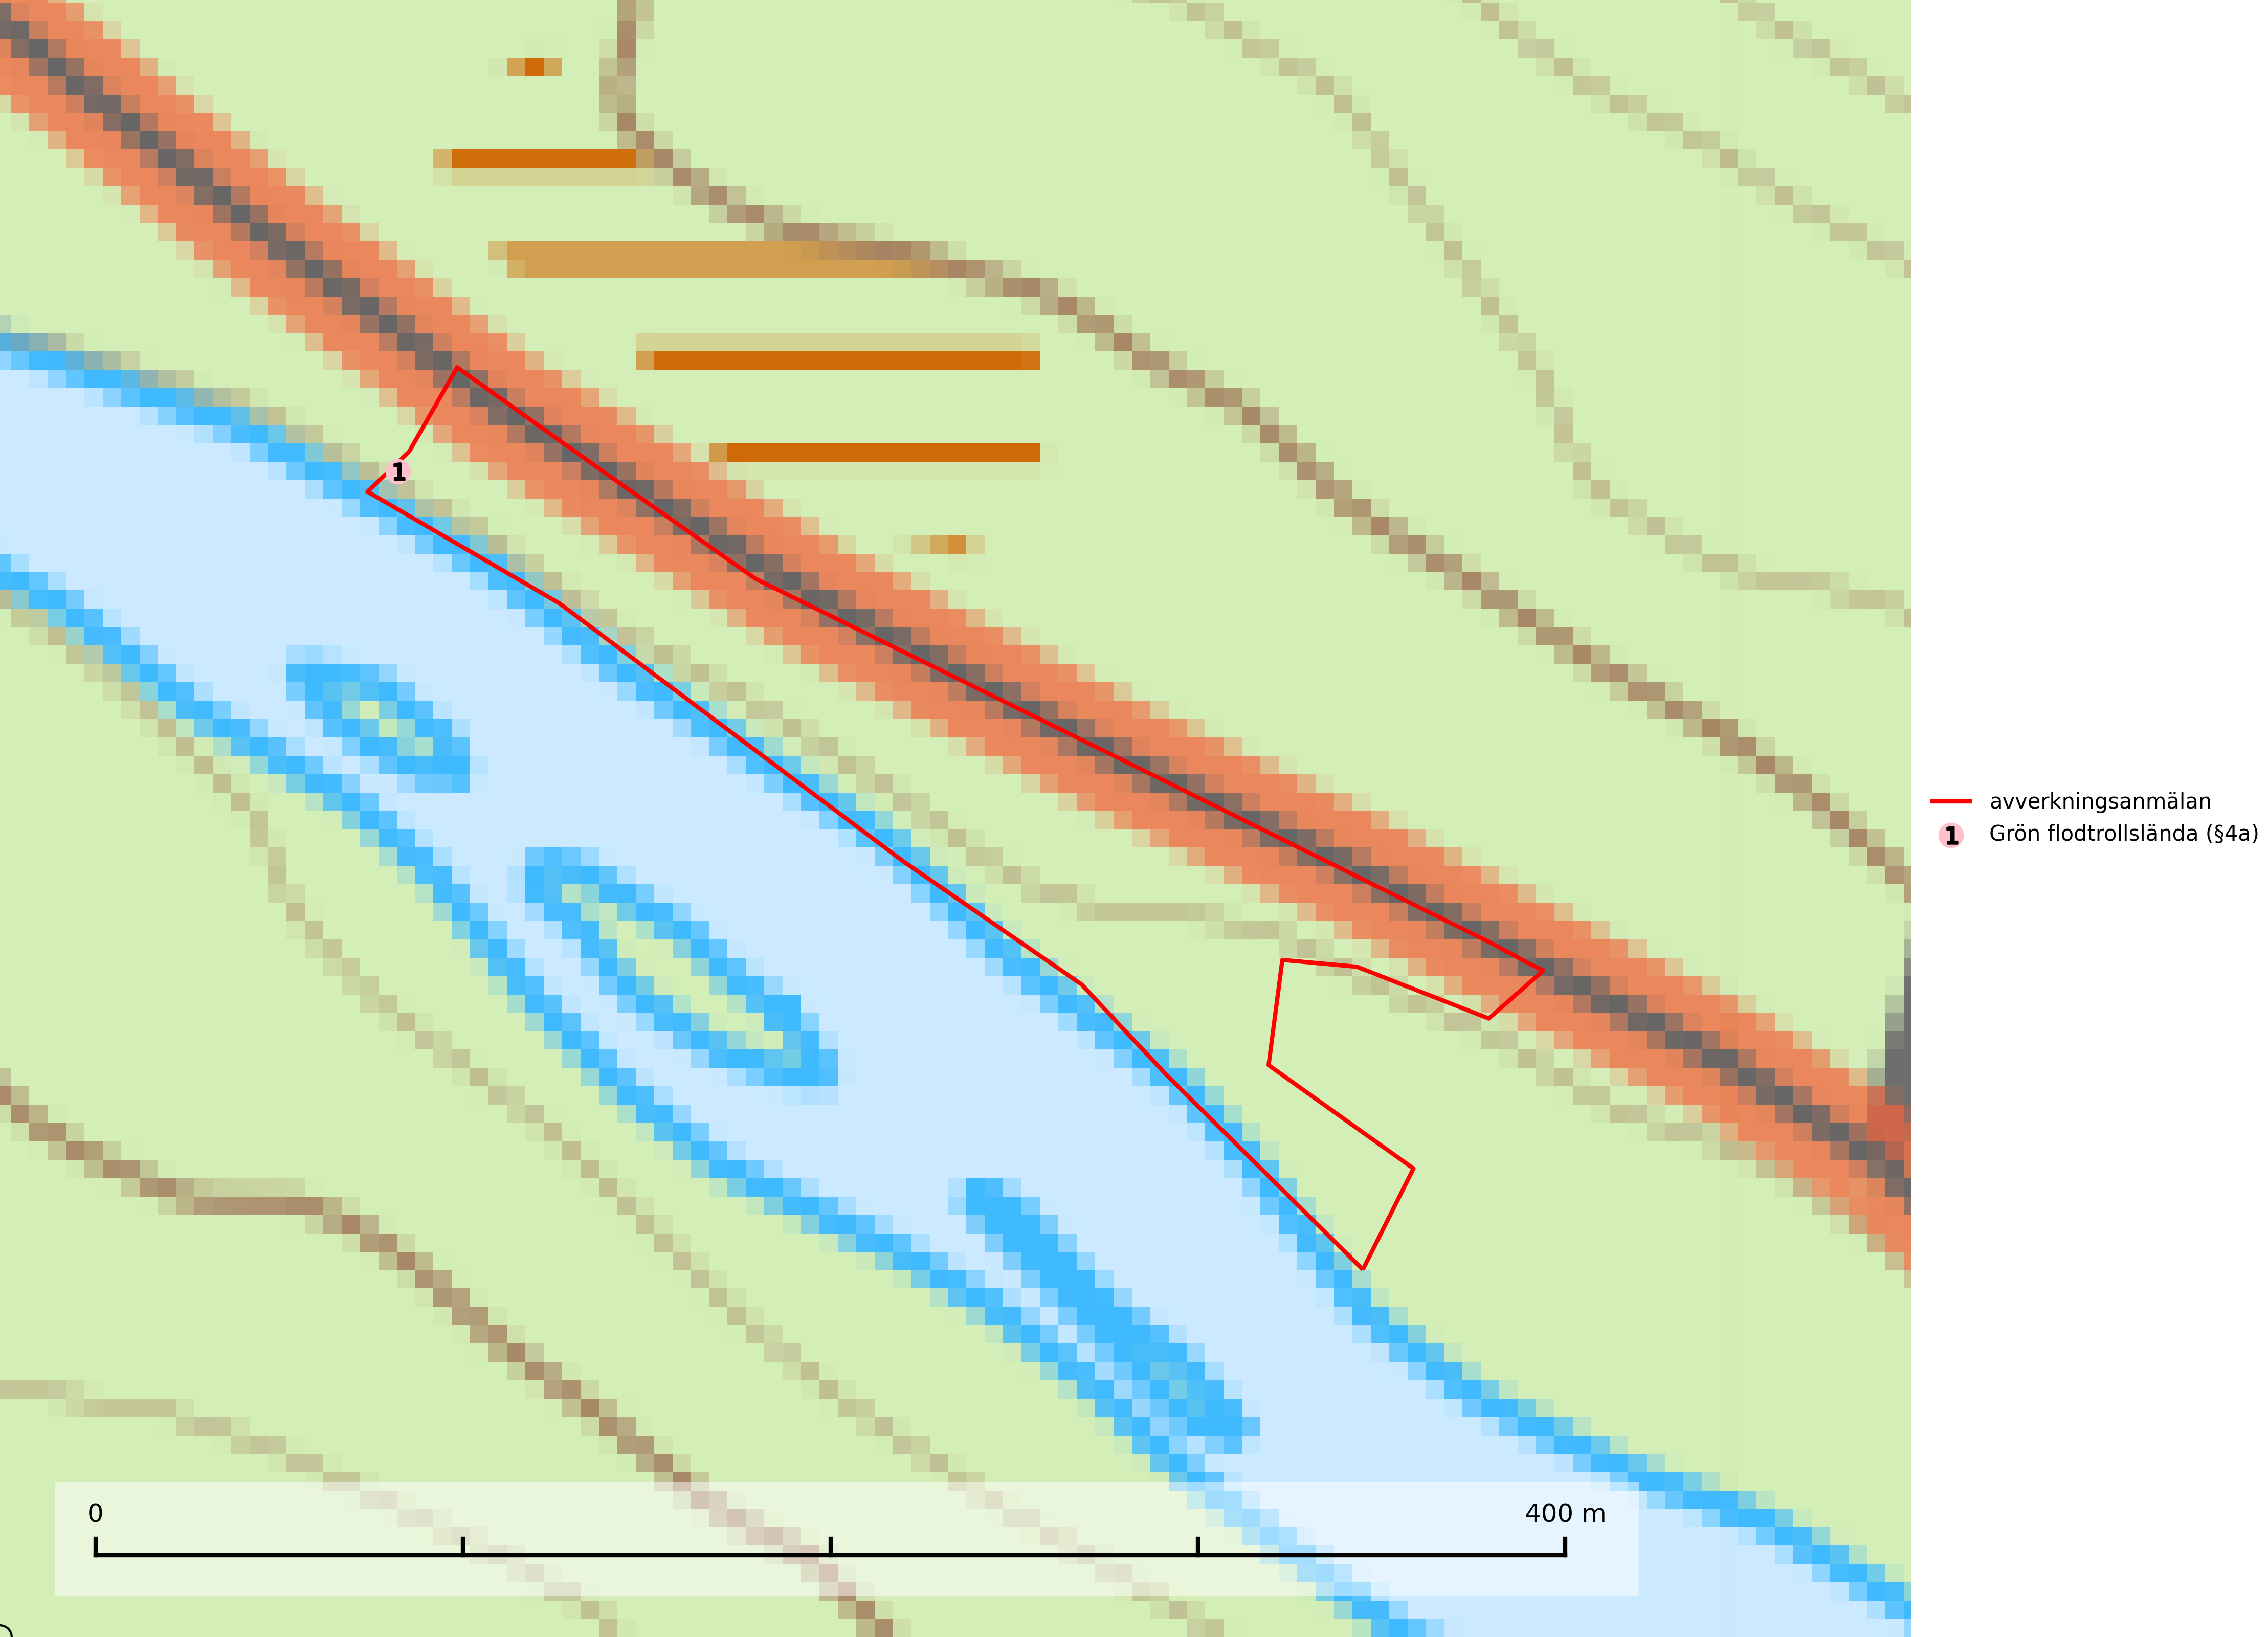 1
avverkningsanmälan
1 Grön flodtrollslända (§4a)
0 400 m